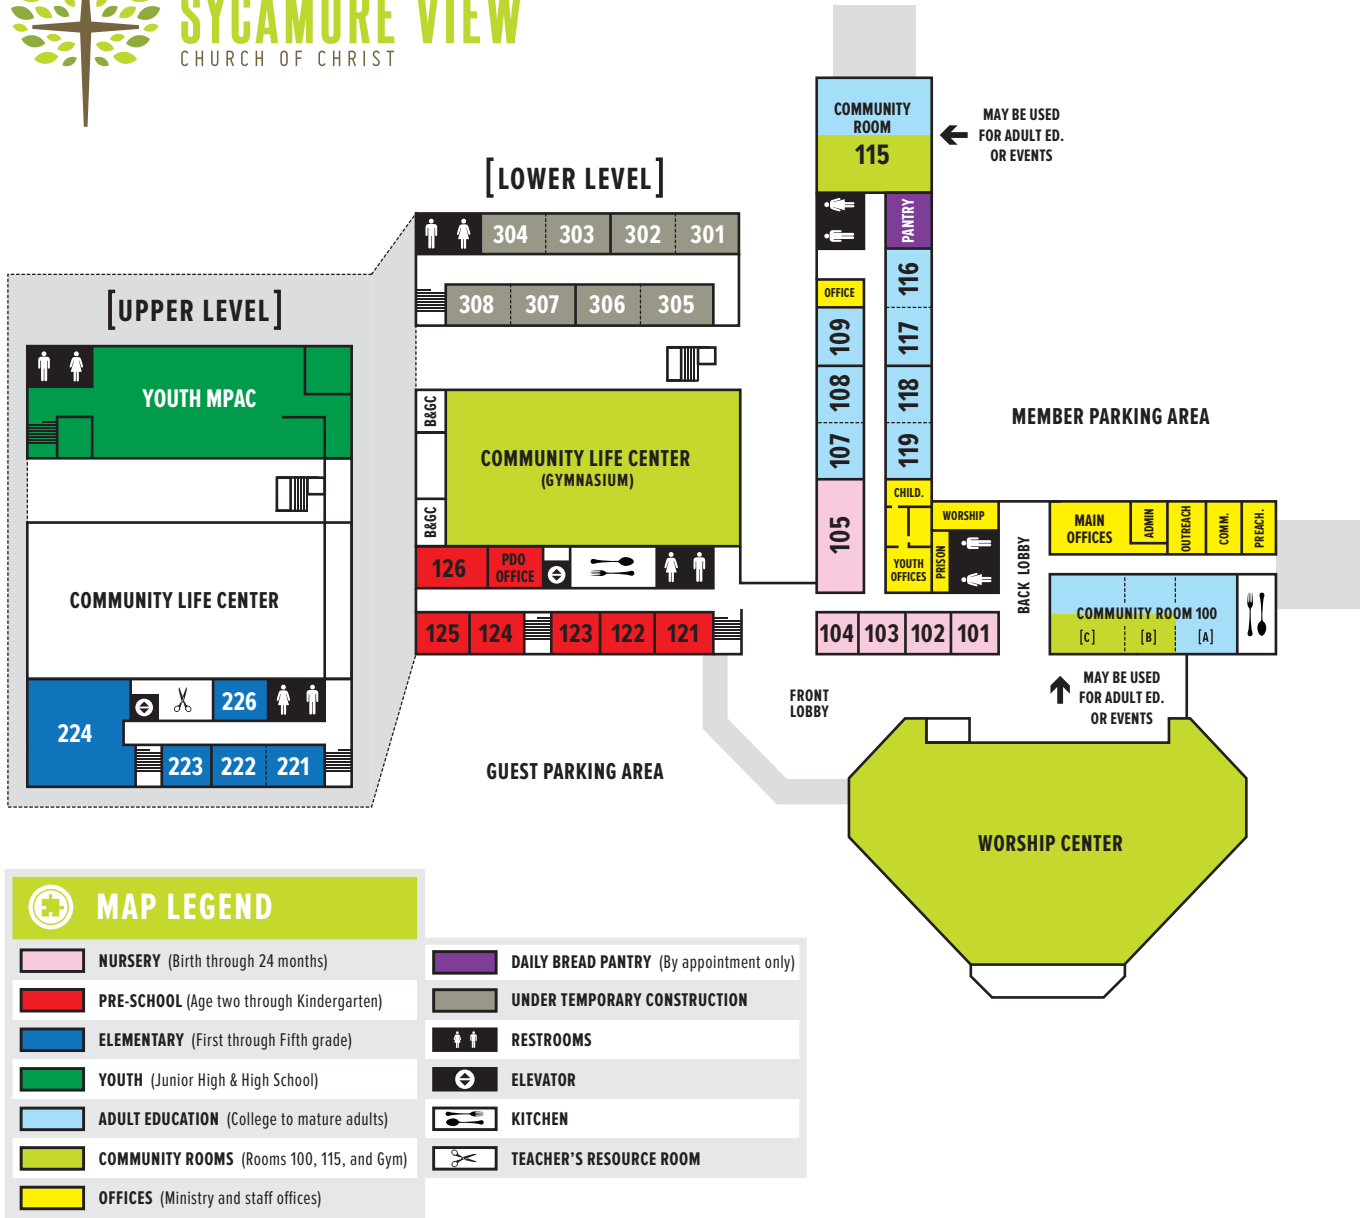 SYCAMORE VIEW
CHURCH OF CHRIST
COMMUNITY
ROOM
115
MAY BE USED
FOR ADULT ED.
OR EVENTS
[LOWER LEVEL]
304 303 302 301
308 307 306 305
PANTRY
116
OFFICE
109
117
108
118
107
119
[UPPER LEVEL]
YOUTH MPAC
B&GC
COMMUNITY LIFE CENTER
(GYMNASIUM)
B&GC
MEMBER PARKING AREA
CHILD.
105
WORSHIP
YOUTH
OFFICES
PRISON
BACK LOBBY
MAIN
OFFICES
ADMIN
OUTREACH
COMM.
PREACH.
126
PDO
OFFICE
COMMUNITY LIFE CENTER
125 124 123 122 121
104 103 102 101
COMMUNITY ROOM 100
[C] [B] [A]
MAY BE USED
FOR ADULT ED.
OR EVENTS
FRONT
LOBBY
226
224
223 222 221
GUEST PARKING AREA
WORSHIP CENTER
MAP LEGEND
NURSERY (Birth through 24 months)
PRE-SCHOOL (Age two through Kindergarten)
ELEMENTARY (First through Fifth grade)
YOUTH (Junior High & High School)
ADULT EDUCATION (College to mature adults)
COMMUNITY ROOMS (Rooms 100, 115, and Gym)
OFFICES (Ministry and staff offices)
DAILY BREAD PANTRY (By appointment only)
UNDER TEMPORARY CONSTRUCTION
RESTROOMS
ELEVATOR
KITCHEN
TEACHER'S RESOURCE ROOM